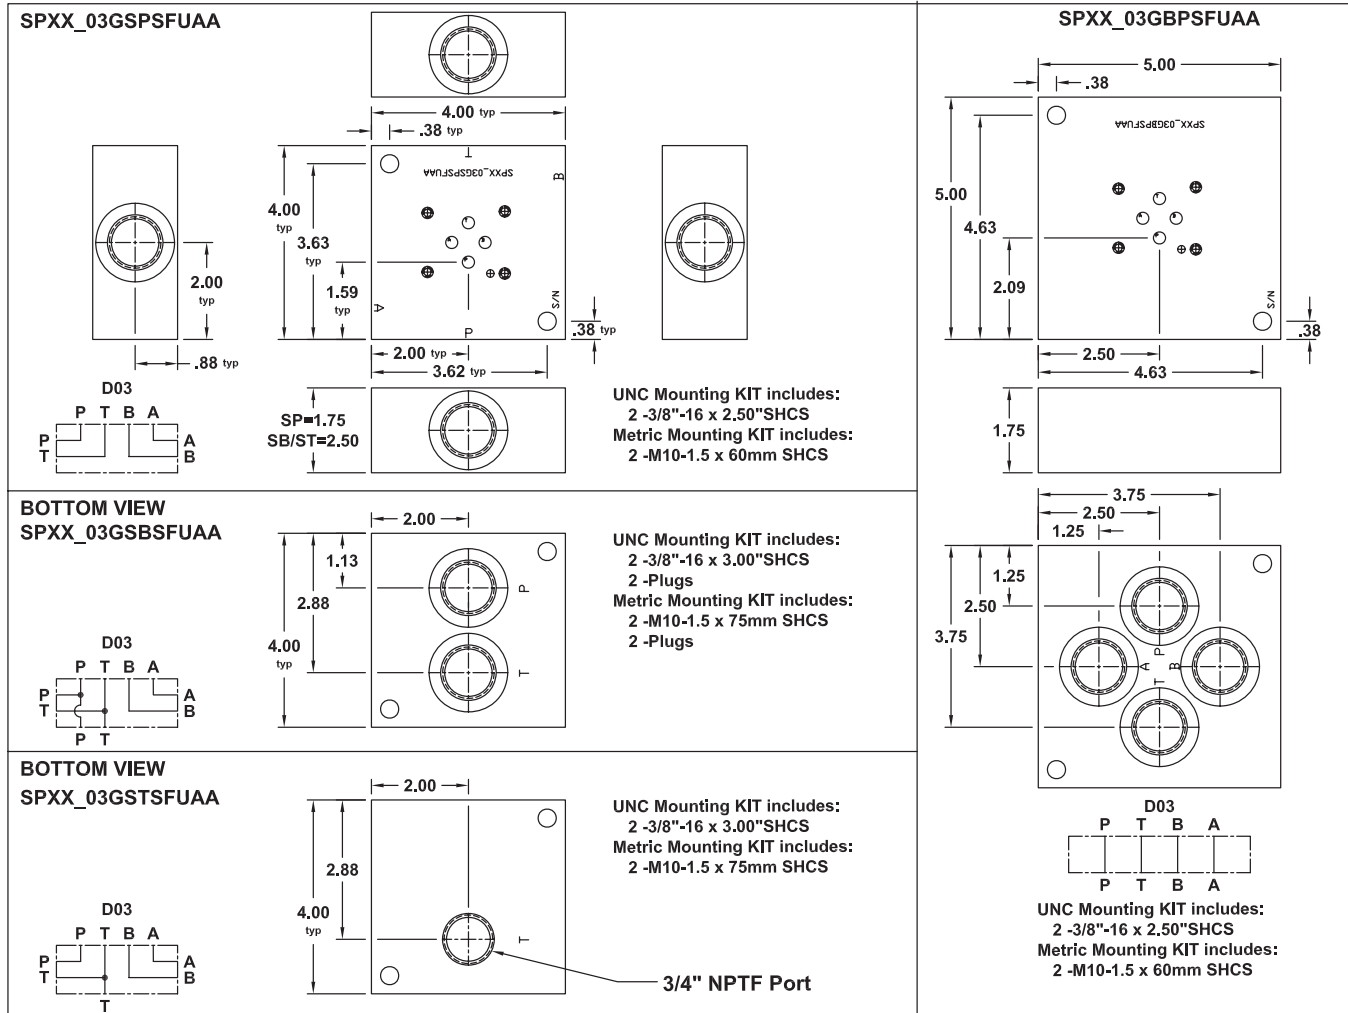 SPXX_03GSPSFUAA
4.00 typ
.38 typ
SPXX_03GSPSFUAA
T
B
A
P
S/N
4.00 typ
3.63 typ
1.59 typ
2.00 typ
.88 typ
.38 typ
2.00 typ
3.62 typ
D03
P T B A
P A
T B
SP=1.75
SB/ST=2.50
UNC Mounting KIT includes:
2 -3/8"-16 x 2.50"SHCS
Metric Mounting KIT includes:
2 -M10-1.5 x 60mm SHCS
BOTTOM VIEW
SPXX_03GSBSFUAA
2.00
1.13
2.88
4.00 typ
P
T
D03
P T B A
P A
T B
P T
UNC Mounting KIT includes:
2 -3/8"-16 x 3.00"SHCS
2 -Plugs
Metric Mounting KIT includes:
2 -M10-1.5 x 75mm SHCS
2 -Plugs
BOTTOM VIEW
SPXX_03GSTSFUAA
2.00
2.88
4.00 typ
T
D03
P T B A
P A
T B
T
UNC Mounting KIT includes:
2 -3/8"-16 x 3.00"SHCS
Metric Mounting KIT includes:
2 -M10-1.5 x 75mm SHCS
3/4" NPTF Port
SPXX_03GBPSFUAA
5.00
.38
SPXX_03GBPSFUAA
5.00
4.63
2.09
S/N
.38
2.50
4.63
1.75
3.75
2.50
1.25
1.25
2.50
3.75
P
A B
T
D03
P T B A
P T B A
UNC Mounting KIT includes:
2 -3/8"-16 x 2.50"SHCS
Metric Mounting KIT includes:
2 -M10-1.5 x 60mm SHCS